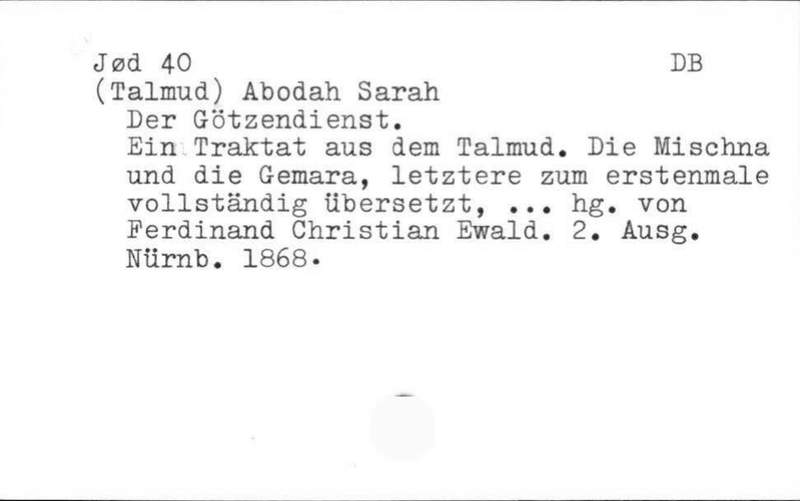 Jød 40 DB
(Talmud) Abodah Sarah
Der Götzendienst.
Ein Traktat aus dem Talmud. Die Mischna
und die Gemara, letztere zum erstenmale
vollständig übersetzt, ... hg. von
Ferdinand Christian Ewald. 2. Ausg.
Nürnb. 1868.